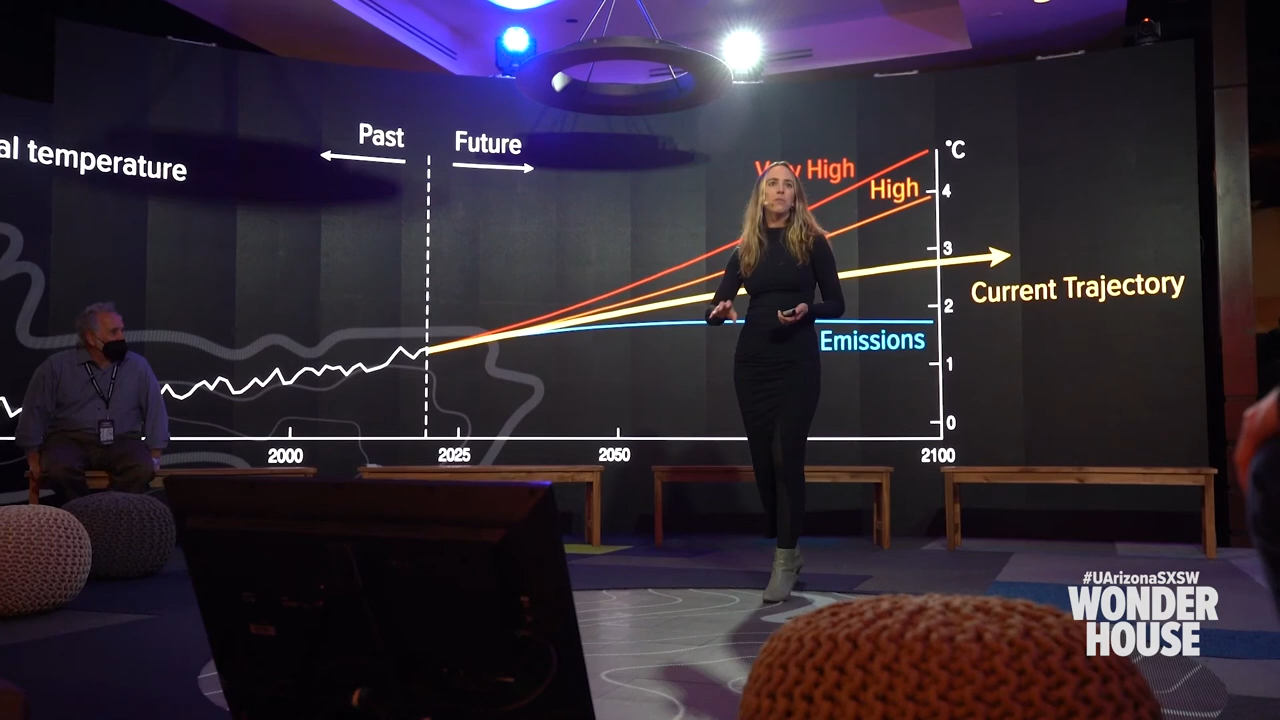 al temperature
Past
Future
High
High
°C
4
3
2
1
0
Current Trajectory
Emissions
2000
2025
2050
2100
#UArizonaSXSW
WONDER
HOUSE